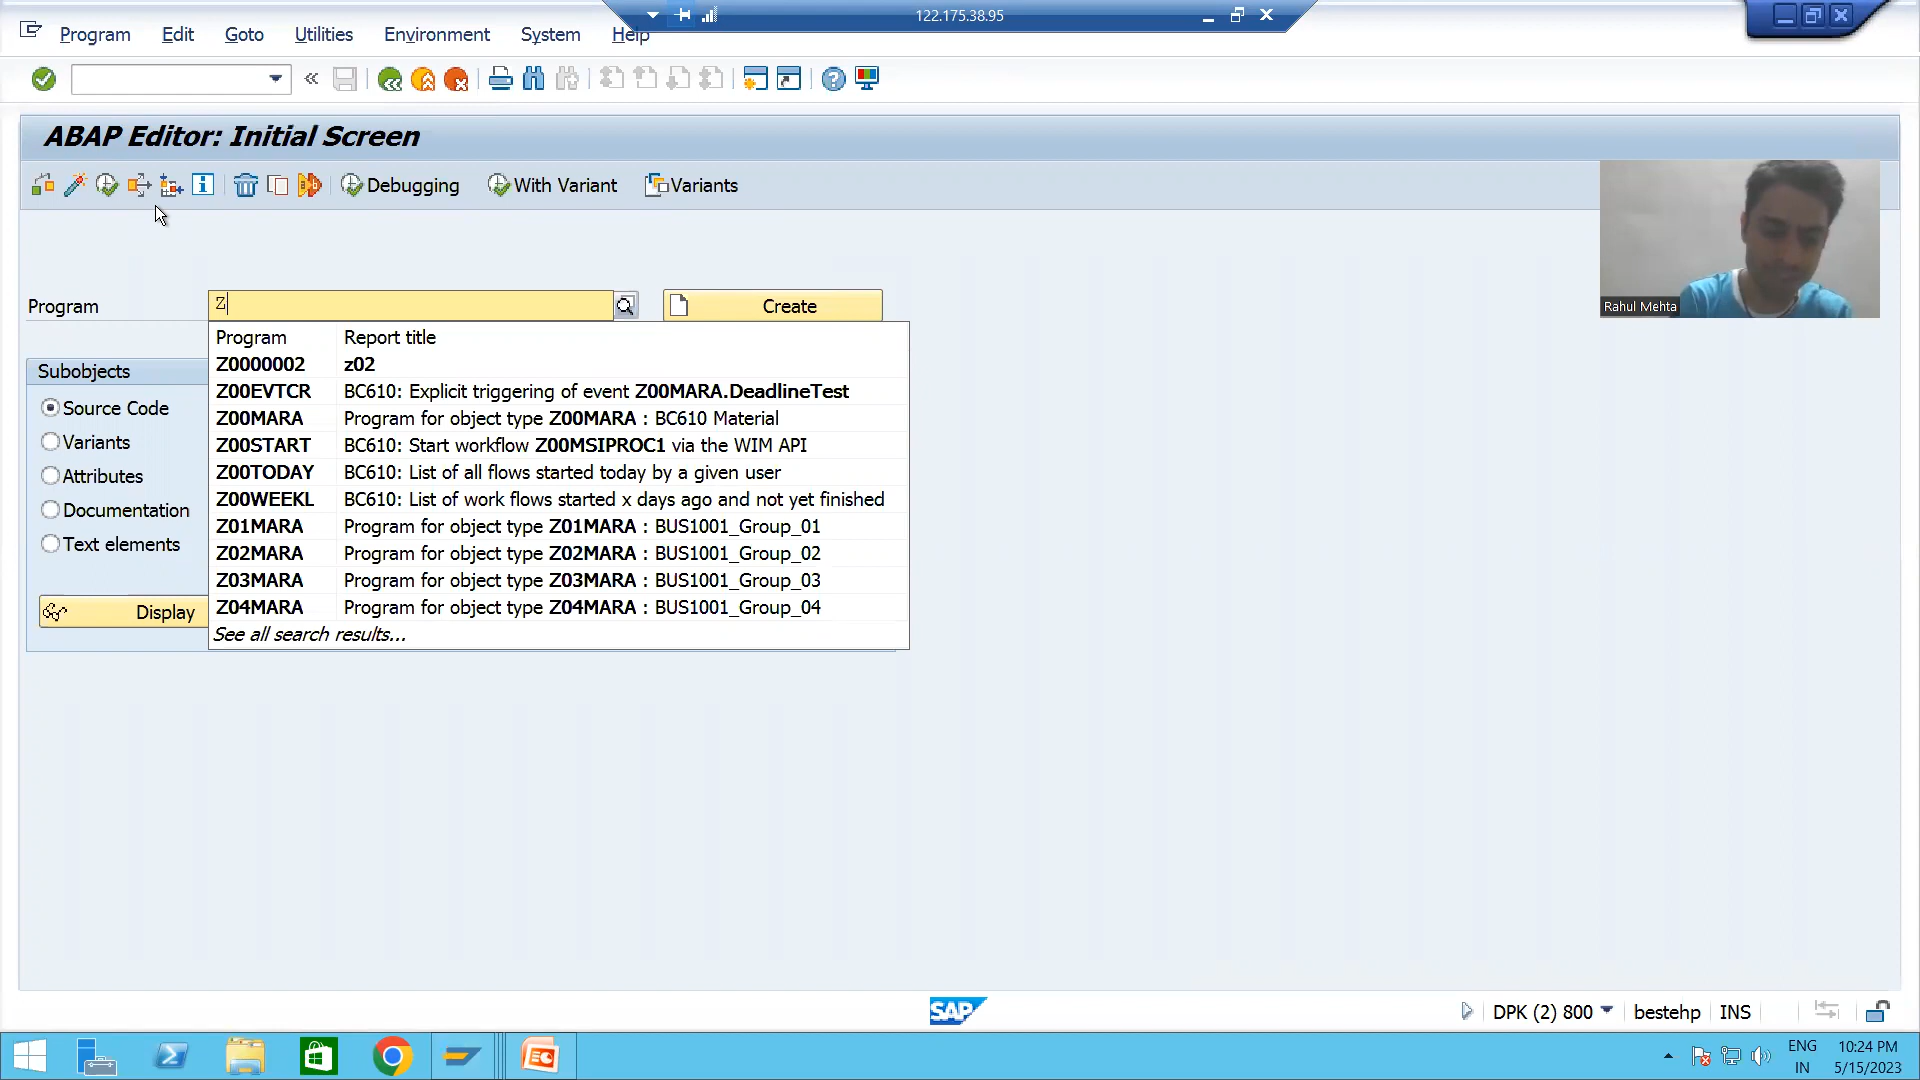 122.175.38.95
Program Edit Goto Utilities Environment System Help
ABAP Editor: Initial Screen
Debugging With Variant Variants
Rahul Mehta
Program Z Create
Program Report title
Z0000002 z02
Z00EVTCR BC610: Explicit triggering of event Z00MARA.DeadlineTest
Z00MARA Program for object type Z00MARA : BC610 Material
Z00START BC610: Start workflow Z00MSIPROC1 via the WIM API
Z00TODAY BC610: List of all flows started today by a given user
Z00WEEKL BC610: List of work flows started x days ago and not yet finished
Z01MARA Program for object type Z01MARA : BUS1001_Group_01
Z02MARA Program for object type Z02MARA : BUS1001_Group_02
Z03MARA Program for object type Z03MARA : BUS1001_Group_03
Z04MARA Program for object type Z04MARA : BUS1001_Group_04
See all search results...
Subobjects
Source Code
Variants
Attributes
Documentation
Text elements
Display
SAP
DPK (2) 800 bestehp INS
ENG 10:24 PM
IN 5/15/2023